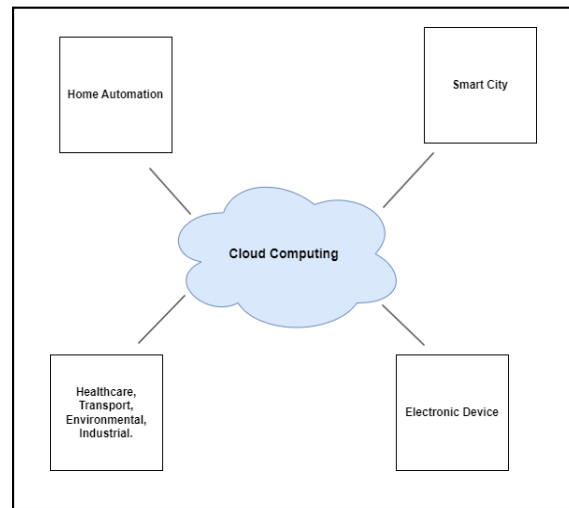 Home Automation
Smart City
Cloud Computing
Healthcare,
Transport,
Environmental,
Industrial.
Electronic Device